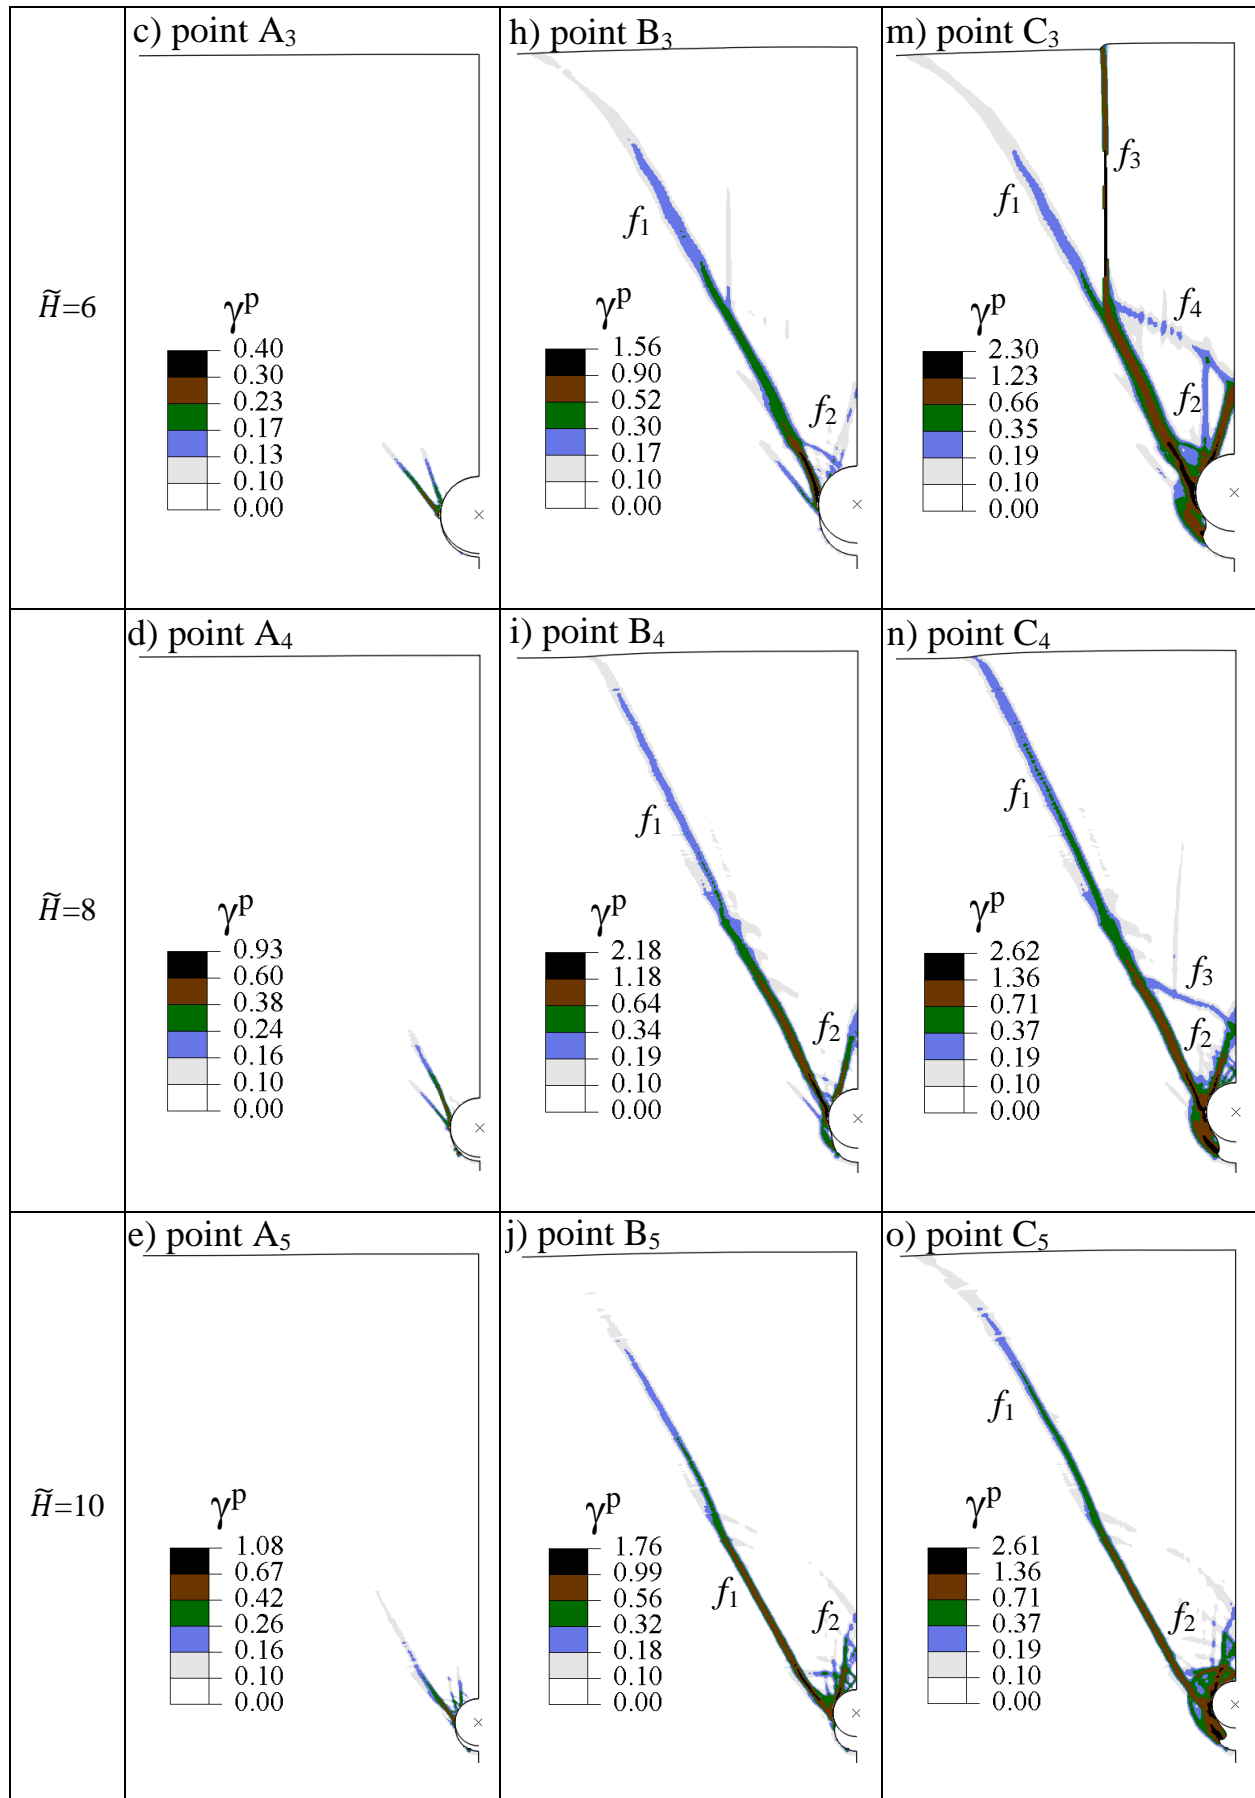 c) point A₃
h) point B₃
m) point C₃
H̃=6
γᵖ
0.40
0.30
0.23
0.17
0.13
0.10
0.00
f₁
f₂
γᵖ
1.56
0.90
0.52
0.30
0.17
0.10
0.00
f₁
f₃
f₄
f₂
γᵖ
2.30
1.23
0.66
0.35
0.19
0.10
0.00
d) point A₄
i) point B₄
n) point C₄
H̃=8
γᵖ
0.93
0.60
0.38
0.24
0.16
0.10
0.00
f₁
f₂
γᵖ
2.18
1.18
0.64
0.34
0.19
0.10
0.00
f₁
f₃
f₂
γᵖ
2.62
1.36
0.71
0.37
0.19
0.10
0.00
e) point A₅
j) point B₅
o) point C₅
H̃=10
γᵖ
1.08
0.67
0.42
0.26
0.16
0.10
0.00
γᵖ
1.76
0.99
0.56
0.32
0.18
0.10
0.00
f₁
f₂
f₁
f₂
γᵖ
2.61
1.36
0.71
0.37
0.19
0.10
0.00